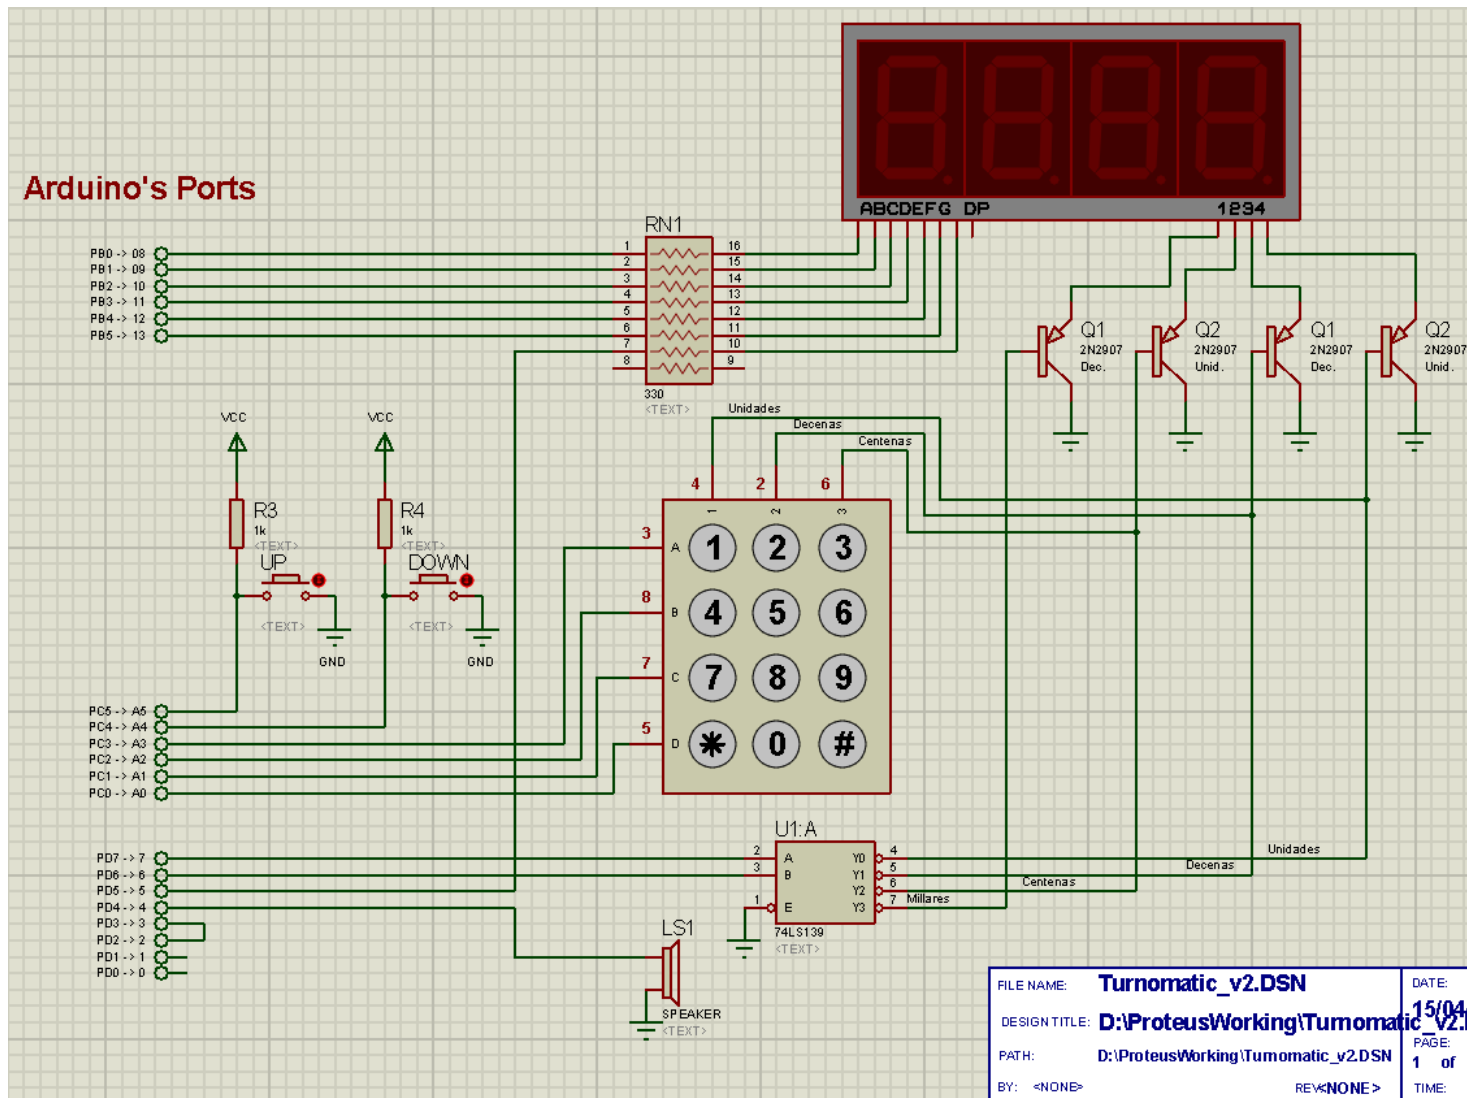 ABCDEFG DP
1234
Arduino's Ports
RN1
PB0 -> 08
PB1 -> 09
PB2 -> 10
PB3 -> 11
PB4 -> 12
PB5 -> 13
1
2
3
4
5
6
7
8
16
15
14
13
12
11
10
9
330
<TEXT>
Q1
2N2907
Dec.
Q2
2N2907
Unid.
Q1
2N2907
Dec.
Q2
2N2907
Unid.
VCC
VCC
Unidades
Decenas
Centenas
R3
1k
<TEXT>
R4
1k
<TEXT>
UP
<TEXT>
DOWN
<TEXT>
GND
GND
4 2 6
1 2 3
3 A 1 2 3
8 B 4 5 6
7 C 7 8 9
5 D * 0 #
PC5 -> A5
PC4 -> A4
PC3 -> A3
PC2 -> A2
PC1 -> A1
PC0 -> A0
U1:A
2 A Y0 4
3 B Y1 5
Y2 6
1 E Y3 7
74LS139
<TEXT>
Unidades
Decenas
Centenas
Millares
PD7 -> 7
PD6 -> 6
PD5 -> 5
PD4 -> 4
PD3 -> 3
PD2 -> 2
PD1 -> 1
PD0 -> 0
LS1
SPEAKER
<TEXT>
FILE NAME: Turnomatic_v2.DSN
DATE:
15/04
DESIGN TITLE: D:\ProteusWorking\Turnomatic_v2.
PAGE:
1 of
PATH: D:\ProteusWorking\Turnomatic_v2.DSN
BY: <NONE>
REV:<NONE>
TIME: